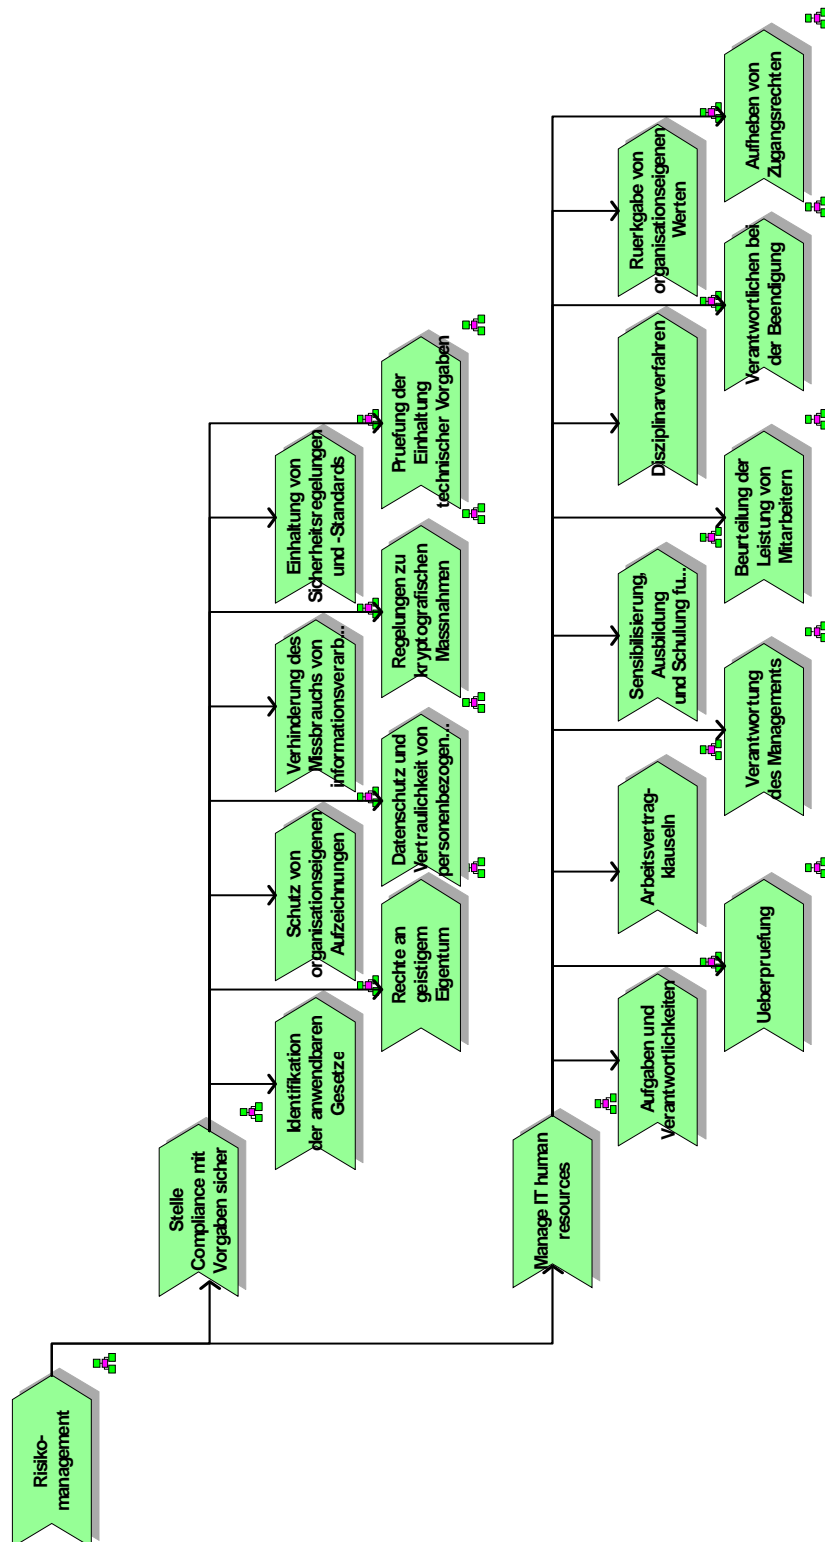 Risiko-
management
Stelle
Compliance mit
Vorgaben sicher
Identifikation
der anwendbaren
Gesetze
Rechte an
geistigem
Eigentum
Schutz von
organisationseigenen
Aufzeichnungen
Datenschutz und
Vertraulichkeit von
personenbezogen...
Verhinderung des
Missbrauchs von
informationsverarb...
Regelungen zu
kryptografischen
Massnahmen
Einhaltung von
Sicherheitsregelungen
und -Standards
Pruefung der
Einhaltung
technischer Vorgaben
Manage IT human
resources
Aufgaben und
Verantwortlichkeiten
Ueberpruefung
Arbeitsvertrag-
klauseln
Verantwortung
des Managements
Sensibilisierung,
Ausbildung
und Schulung fu...
Beurteilung der
Leistung von
Mitarbeitern
Disziplinarverfahren
Verantwortlichen bei
der Beendigung
Ruerkgabe von
organisationseigenen
Werten
Aufheben von
Zugangsrechten